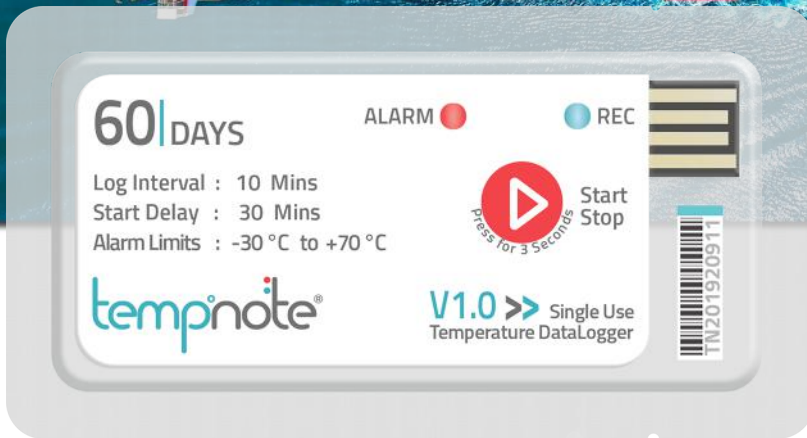 60 DAYS
ALARM
REC
Log Interval : 10 Mins
Start Delay : 30 Mins
Alarm Limits : -30 °C to +70 °C
Start
Stop
Press for 3 Seconds
tempnote®
V1.0 >> Single Use
Temperature DataLogger
TN201920911